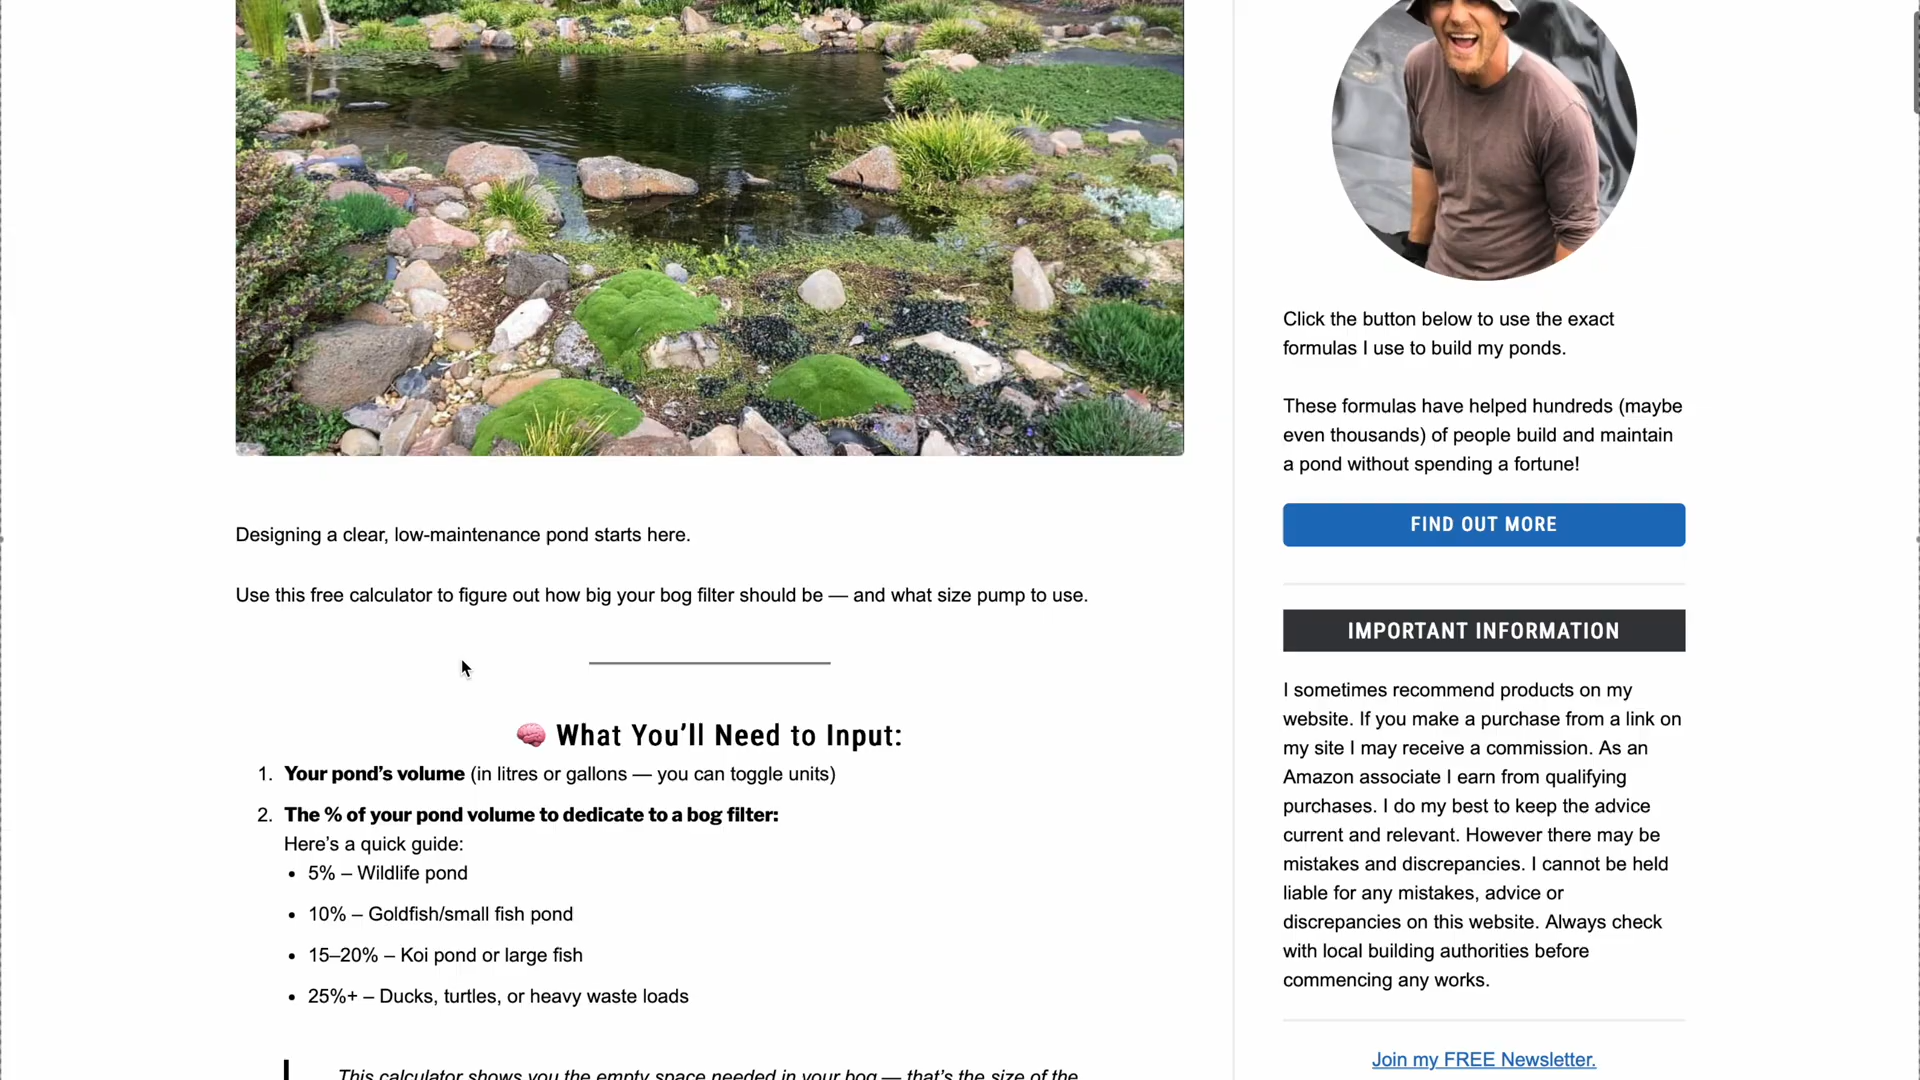 Designing a clear, low-maintenance pond starts here.
Use this free calculator to figure out how big your bog filter should be — and what size pump to use.
🧠 What You’ll Need to Input:
1. Your pond’s volume (in litres or gallons — you can toggle units)
2. The % of your pond volume to dedicate to a bog filter:
Here’s a quick guide:
• 5% – Wildlife pond
• 10% – Goldfish/small fish pond
• 15–20% – Koi pond or large fish
• 25%+ – Ducks, turtles, or heavy waste loads
This calculator shows you the empty space needed in your bog — that’s the size of the
Click the button below to use the exact
formulas I use to build my ponds.
These formulas have helped hundreds (maybe
even thousands) of people build and maintain
a pond without spending a fortune!
FIND OUT MORE
IMPORTANT INFORMATION
I sometimes recommend products on my
website. If you make a purchase from a link on
my site I may receive a commission. As an
Amazon associate I earn from qualifying
purchases. I do my best to keep the advice
current and relevant. However there may be
mistakes and discrepancies. I cannot be held
liable for any mistakes, advice or
discrepancies on this website. Always check
with local building authorities before
commencing any works.
Join my FREE Newsletter.